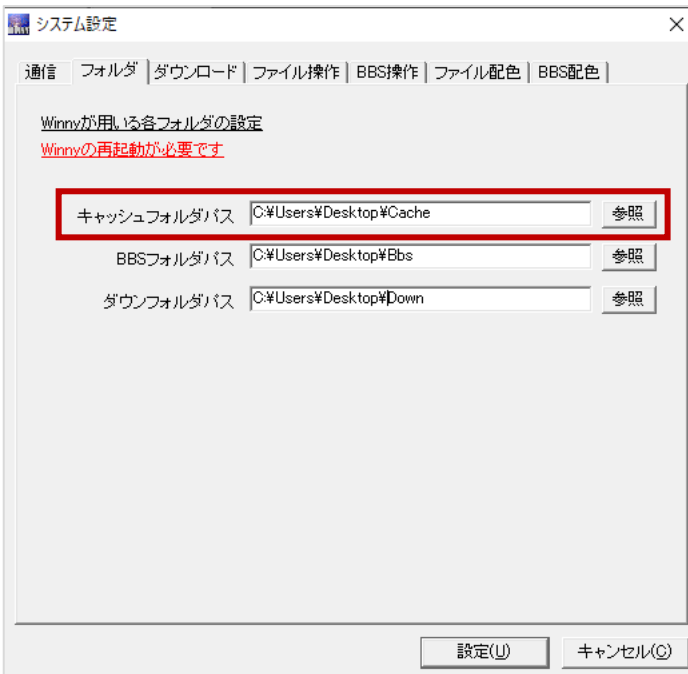 システム設定
通信 フォルダ ダウンロード ファイル操作 BBS操作 ファイル配色 BBS配色
Winnyが用いる各フォルダの設定
Winnyの再起動が必要です
キャッシュフォルダパス C:¥Users¥Desktop¥Cache 参照
BBSフォルダパス C:¥Users¥Desktop¥Bbs 参照
ダウンフォルダパス C:¥Users¥Desktop¥Down 参照
設定(U) キャンセル(C)